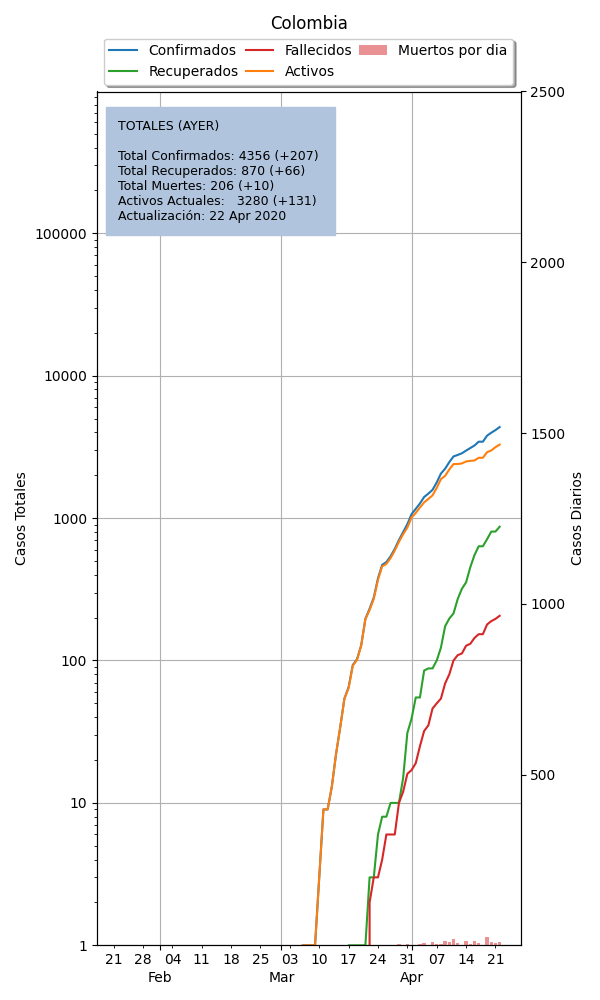 Colombia
Confirmados Fallecidos Muertos por dia
Recuperados Activos
TOTALES (AYER)
Total Confirmados: 4356 (+207)
Total Recuperados: 870 (+66)
Total Muertes: 206 (+10)
Activos Actuales: 3280 (+131)
Actualización: 22 Apr 2020
Casos Totales
100000
10000
1000
100
10
1
Casos Diarios
2500
2000
1500
1000
500
21 28 04 11 18 25 03 10 17 24 31 07 14 21
Feb Mar Apr